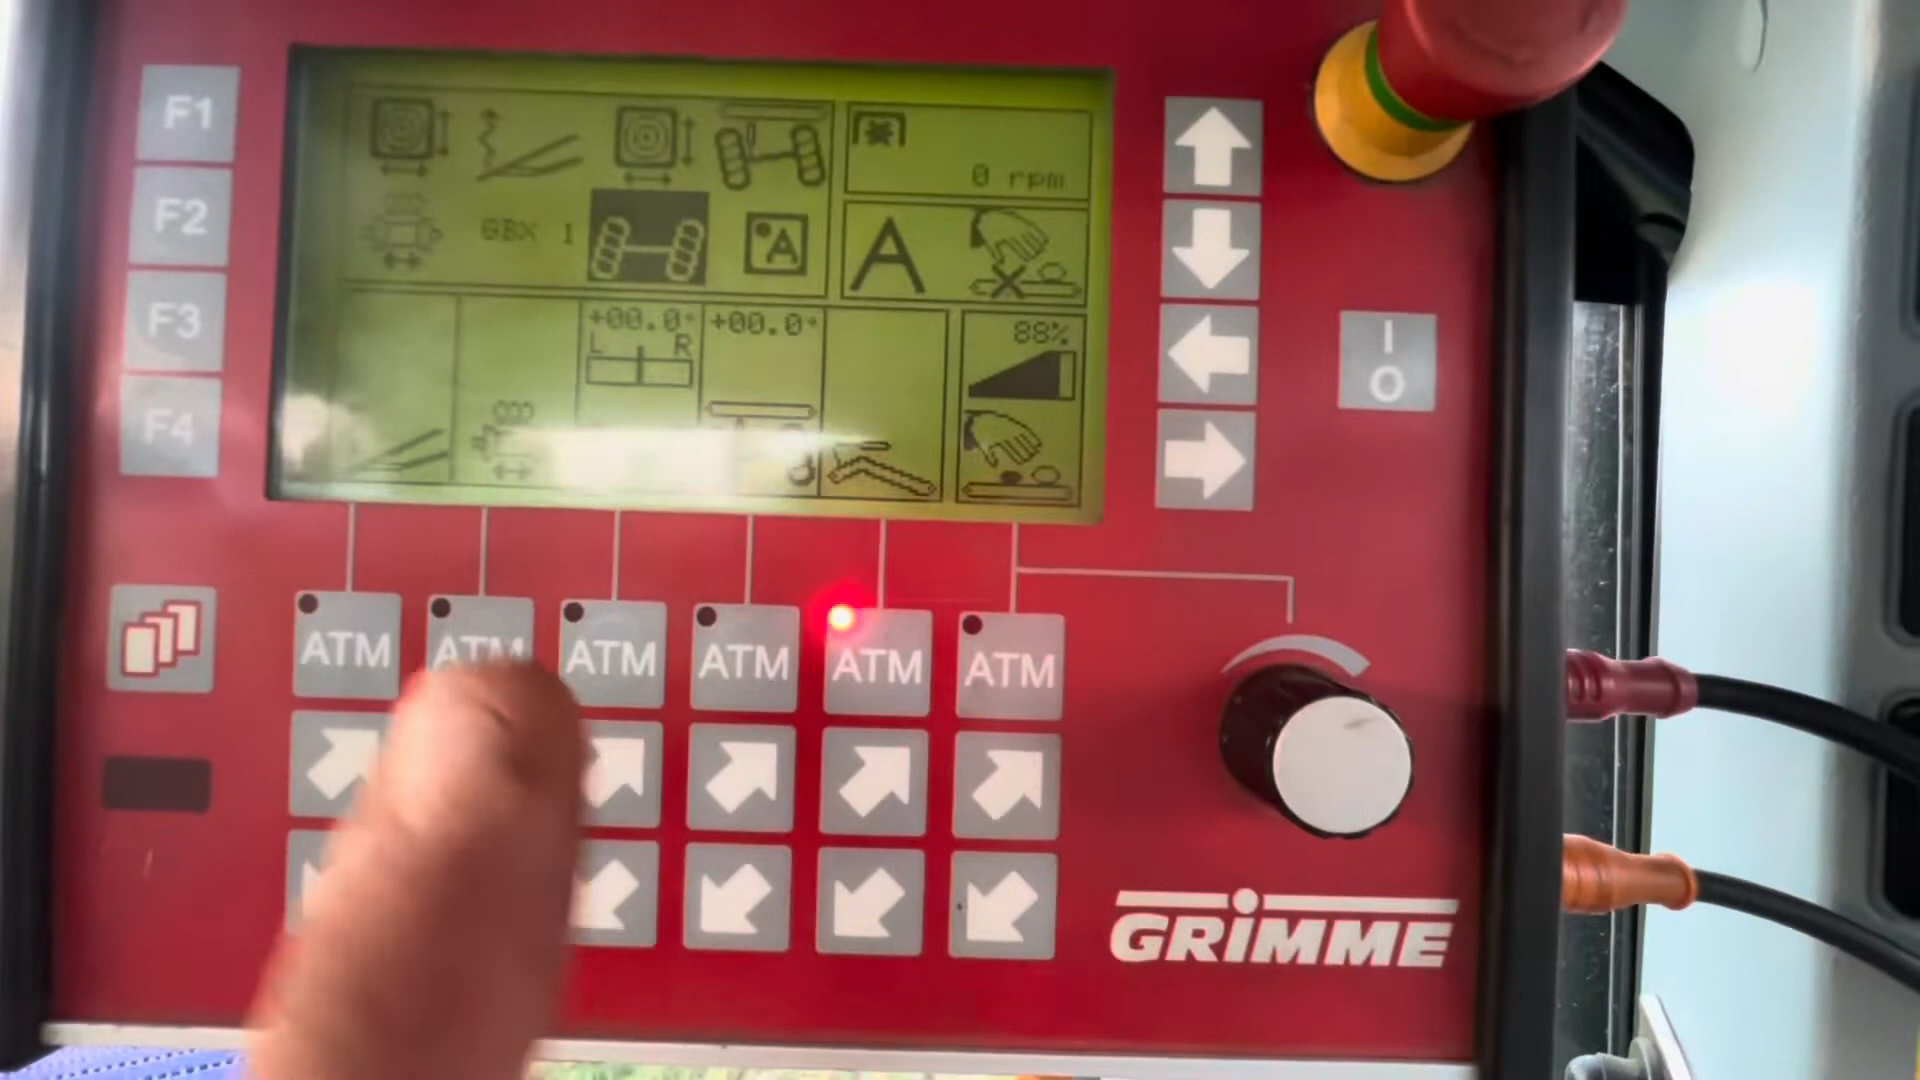 F1
F2
F3
F4
0 rpm
GBX 1
A
A
+00.0°
+00.0°
88%
L R
I
O
ATM
ATM
ATM
ATM
ATM
ATM
GRIMME